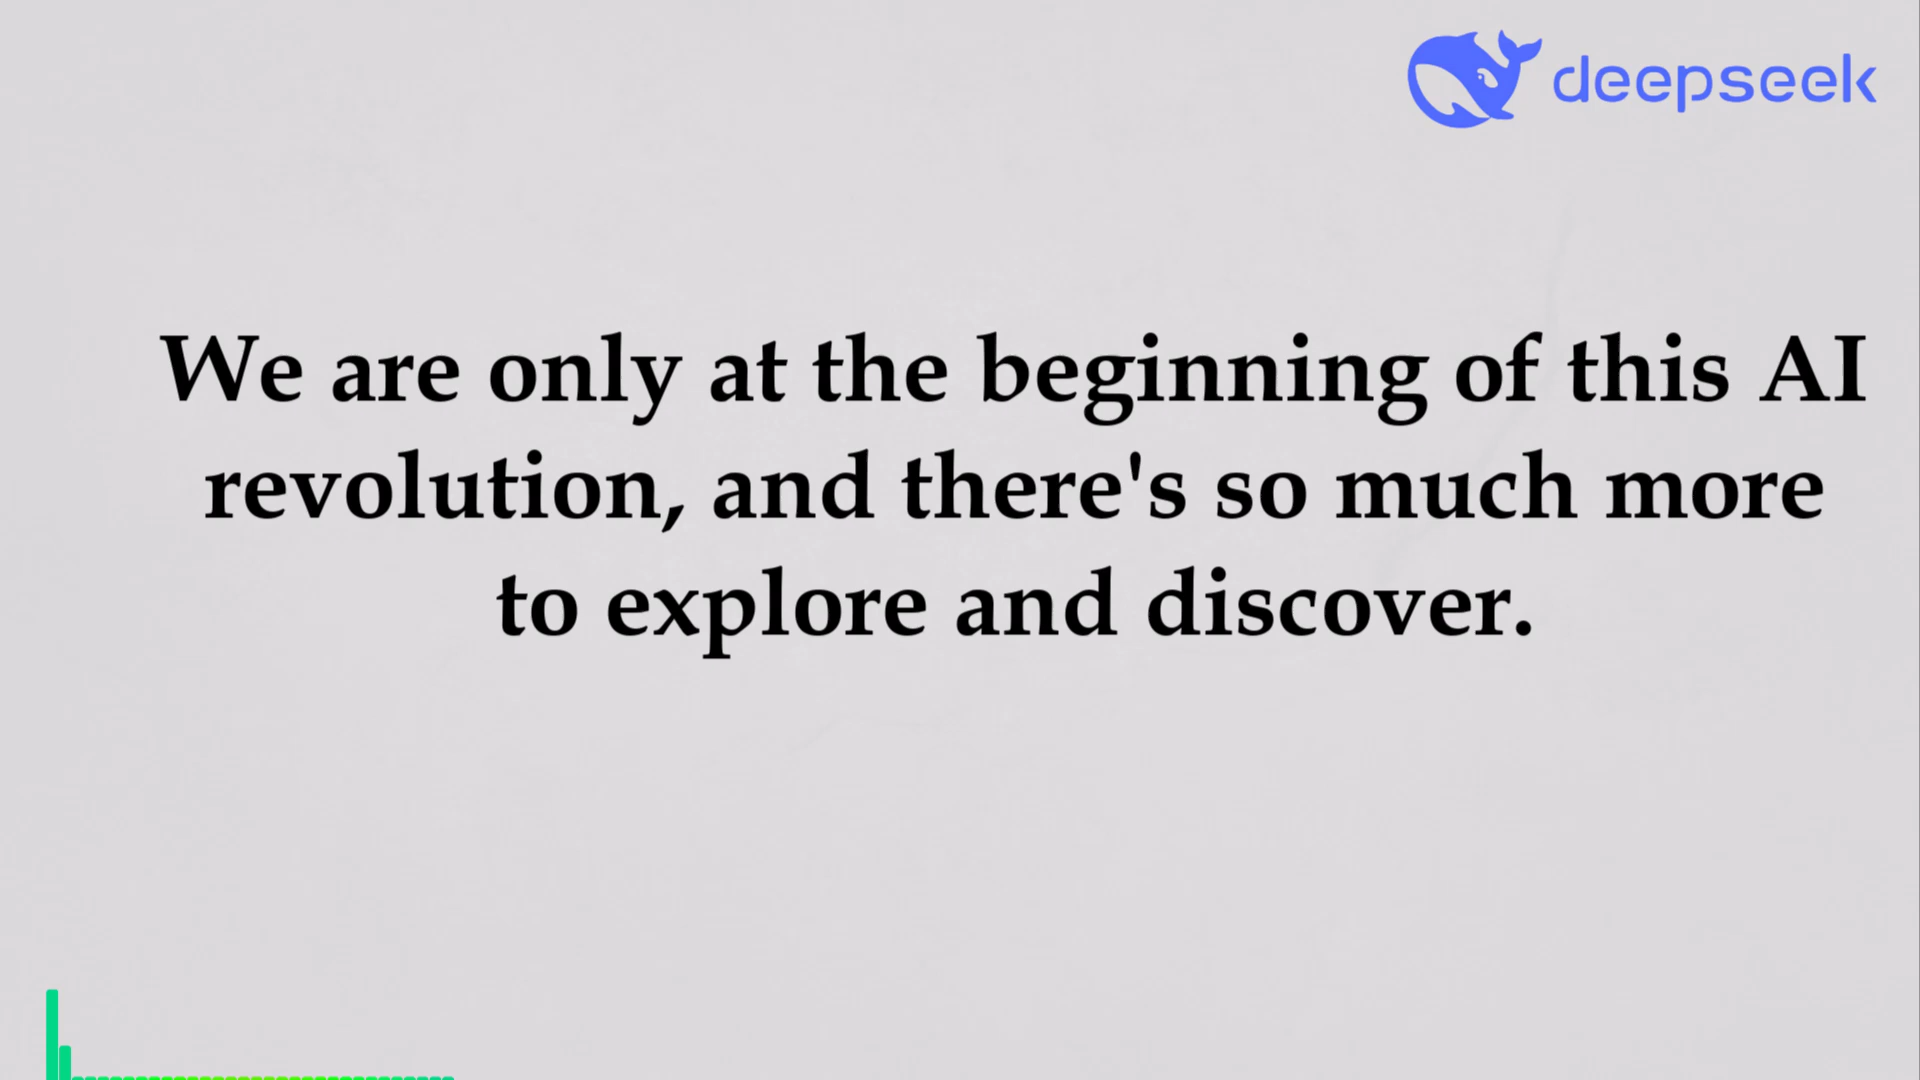 deepseek
We are only at the beginning of this AI
revolution, and there's so much more
to explore and discover.